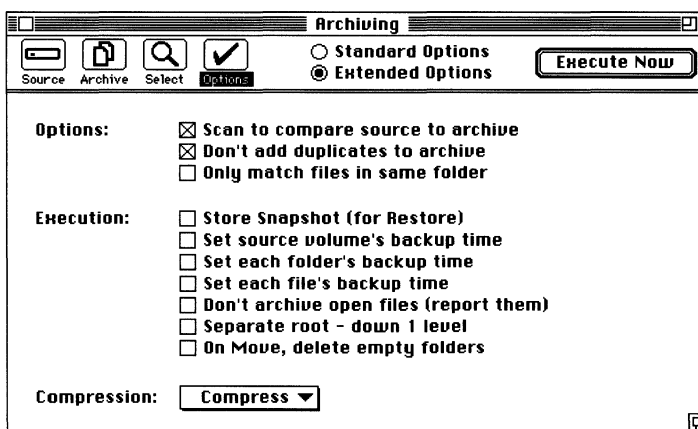 Archiving
Source Archive Select Options
Standard Options
Extended Options
Execute Now
Options:
Scan to compare source to archive
Don't add duplicates to archive
Only match files in same folder
Execution:
Store Snapshot (for Restore)
Set source volume's backup time
Set each folder's backup time
Set each file's backup time
Don't archive open files (report them)
Separate root - down 1 level
On Move, delete empty folders
Compression: Compress